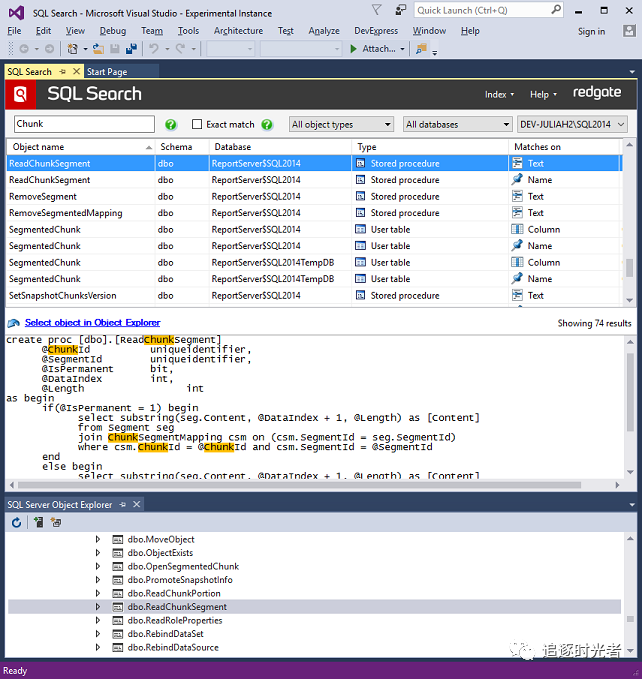 SQL Search - Microsoft Visual Studio - Experimental Instance
Quick Launch (Ctrl+Q)
File Edit View Debug Team Tools Architecture Test Analyze DevExpress Window Help Sign in
Attach...
SQL Search Start Page
SQL Search Index Help redgate
Chunk Exact match All object types All databases DEV-JULIAH2\SQL2014
Object name Schema Database Type Matches on
ReadChunkSegment dbo ReportServer$SQL2014 Stored procedure Text
ReadChunkSegment dbo ReportServer$SQL2014 Stored procedure Name
RemoveSegment dbo ReportServer$SQL2014 Stored procedure Text
RemoveSegmentedMapping dbo ReportServer$SQL2014 Stored procedure Text
SegmentedChunk dbo ReportServer$SQL2014 User table Column
SegmentedChunk dbo ReportServer$SQL2014 User table Name
SegmentedChunk dbo ReportServer$SQL2014TempDB User table Column
SegmentedChunk dbo ReportServer$SQL2014TempDB User table Name
SetSnapshotChunksVersion dbo ReportServer$SQL2014 Stored procedure Text
Select object in Object Explorer Showing 74 results
create proc [dbo].[ReadChunkSegment]
@ChunkId uniqueidentifier,
@SegmentId uniqueidentifier,
@IsPermanent bit,
@DataIndex int,
@Length int
as begin
if(@IsPermanent = 1) begin
select substring(seg.Content, @DataIndex + 1, @Length) as [Content]
from Segment seg
join ChunkSegmentMapping csm on (csm.SegmentId = seg.SegmentId)
where csm.ChunkId = @ChunkId and csm.SegmentId = @SegmentId
end
else begin
select substring(seg.Content, @DataIndex + 1, @Length) as [Content]
SQL Server Object Explorer
dbo.MoveObject
dbo.ObjectExists
dbo.OpenSegmentedChunk
dbo.PromoteSnapshotInfo
dbo.ReadChunkPortion
dbo.ReadChunkSegment
dbo.ReadRoleProperties
dbo.RebindDataSet
dbo.RebindDataSource
追逐时光者
Ready